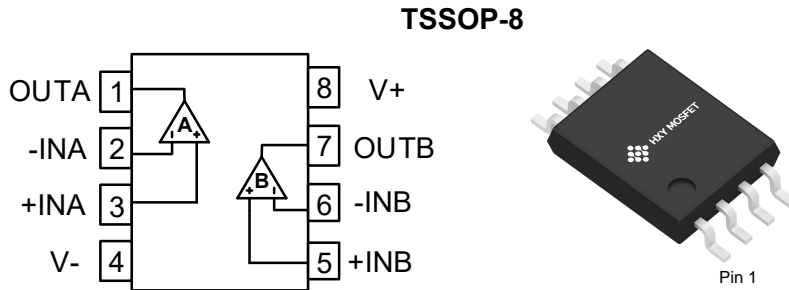 TSSOP-8
OUTA 1
-INA 2
+INA 3
V- 4
A
- +
B
+ -
8 V+
7 OUTB
6 -INB
5 +INB
HXY MOSFET
Pin 1